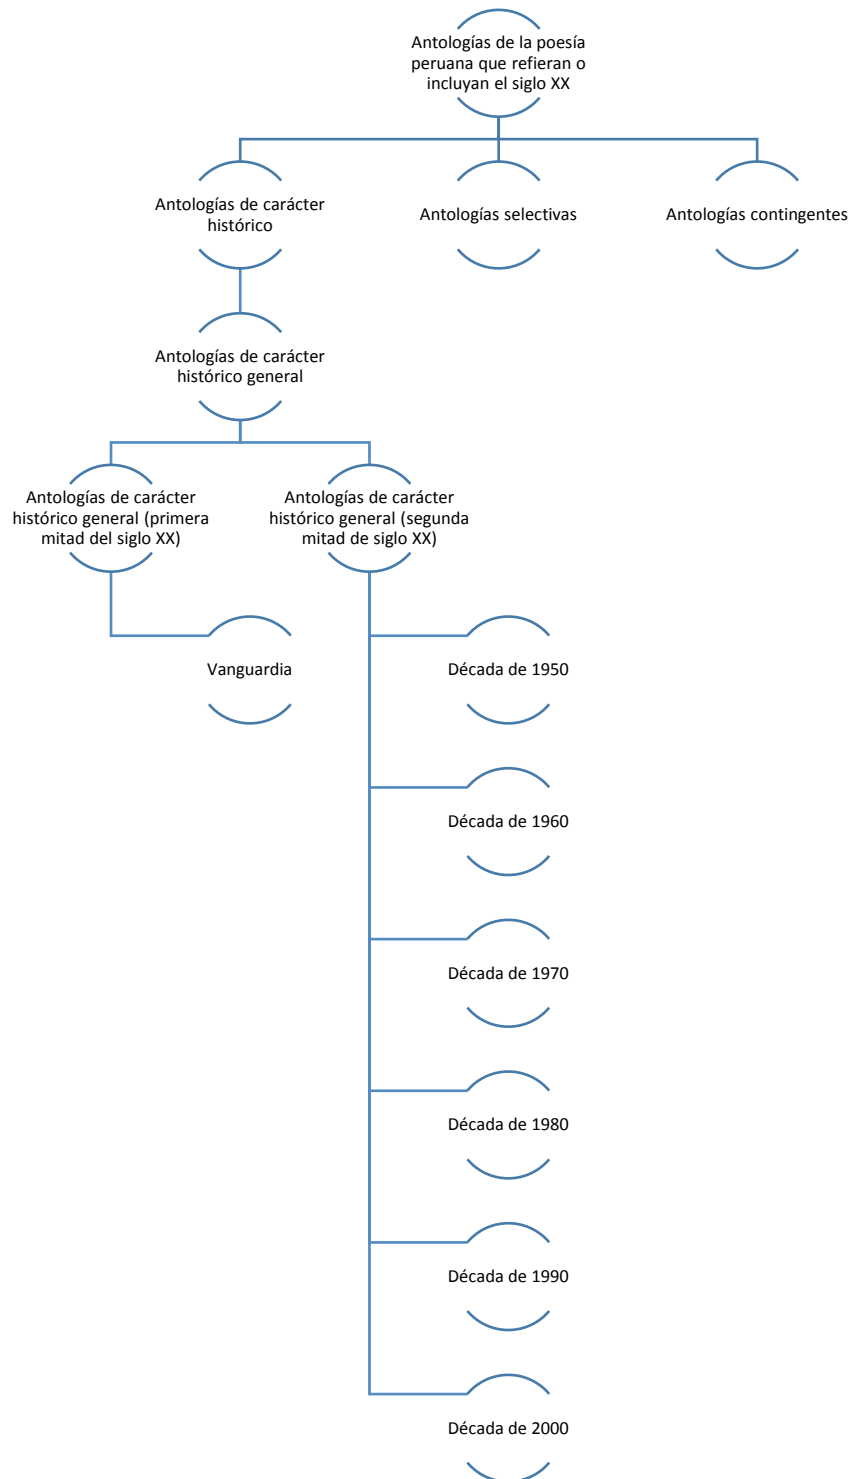 Antologías de la poesía
peruana que refieran o
incluyan el siglo XX
Antologías de carácter
histórico
Antologías selectivas
Antologías contingentes
Antologías de carácter
histórico general
Antologías de carácter
histórico general (primera
mitad del siglo XX)
Antologías de carácter
histórico general (segunda
mitad de siglo XX)
Vanguardia
Década de 1950
Década de 1960
Década de 1970
Década de 1980
Década de 1990
Década de 2000